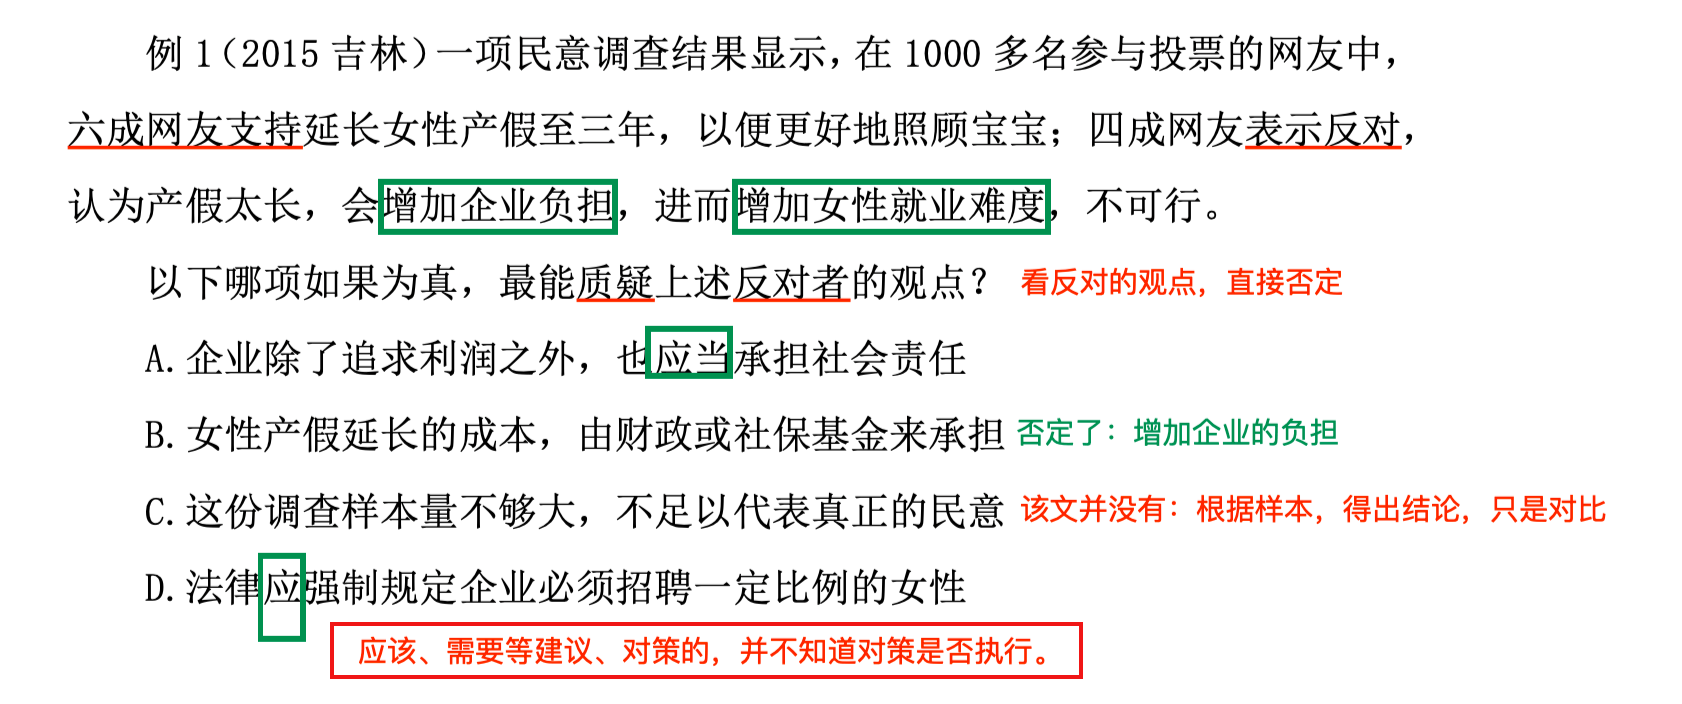 例 1(2015 吉林)一项民意调查结果显示,在 1000 多名参与投票的网友中,
六成网友支持延长女性产假至三年，以便更好地照顾宝宝；四成网友表示反对，
认为产假太长，会增加企业负担，进而增加女性就业难度，不可行。
以下哪项如果为真，最能质疑上述反对者的观点？ 看反对的观点，直接否定
A. 企业除了追求利润之外，也应当承担社会责任
B. 女性产假延长的成本，由财政或社保基金来承担 否定了：增加企业的负担
C. 这份调查样本量不够大，不足以代表真正的民意 该文并没有：根据样本，得出结论，只是对比
D. 法律应强制规定企业必须招聘一定比例的女性
应该、需要等建议、对策的，并不知道对策是否执行。